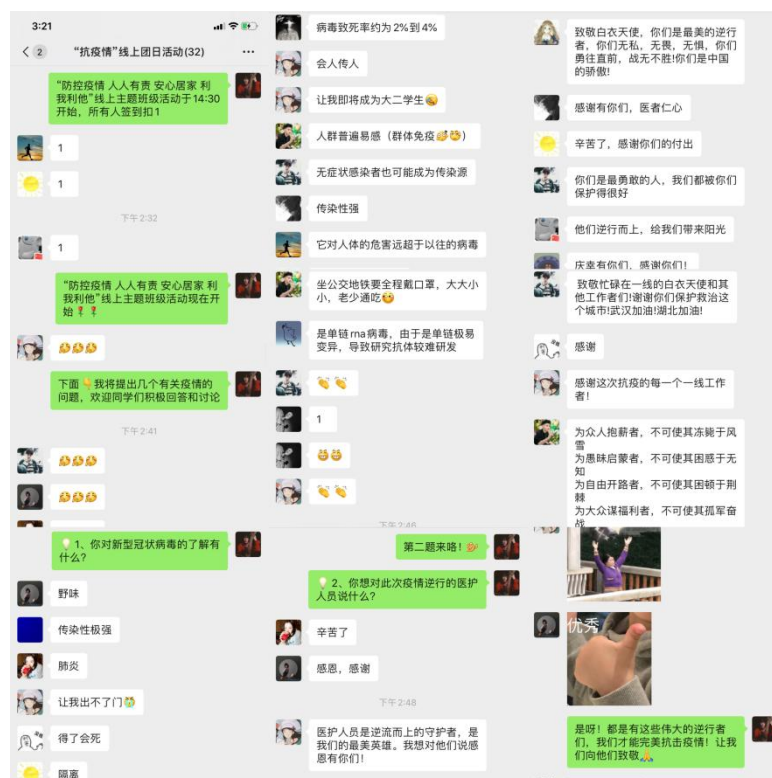 3:21
2
“抗疫情”线上团日活动(32)
“防控疫情 人人有责 安心居家 利
我利他”线上主题班级活动于14:30
开始，所有人签到扣1
1
1
下午2:32
1
“防控疫情 人人有责 安心居家 利
我利他”线上主题班级活动现在开
始🌹🌹
🤣🤣🤣
下面👇我将提出几个有关疫情的
问题，欢迎同学们积极回答和讨论
下午2:41
🤣🤣🤣
🤣🤣🤣
💡1、你对新型冠状病毒的了解有
什么？
野味
传染性极强
肺炎
让我出不了门
得了会死
隔离
病毒致死率约为2%到4%
会人传人
让我即将成为大二学生
人群普遍易感（群体免疫）
无症状感染者也可能成为传染源
传染性强
它对人体的危害远超于以往的病毒
坐公交地铁要全程戴口罩，大大小
小，老少通吃
是单链rna病毒，由于是单链极易
变异，导致研究抗体较难研发
👏👏
1
👏👏
下午2:46
第二题来咯！
💡2、你想对此次疫情逆行的医护
人员说什么？
辛苦了
感恩，感谢
下午2:48
医护人员是逆流而上的守护者，是
我们的最美英雄。我想对他们说感
恩有你们！
致敬白衣天使，你们是最美的逆行
者，你们无私，无畏，无惧，你们
勇往直前，战无不胜!你们是中国
的骄傲!
感谢有你们，医者仁心
辛苦了，感谢你们的付出
你们是最勇敢的人，我们都被你们
保护得很好
他们逆行而上，给我们带来阳光
庆幸有你们，感谢你们!
致敬忙碌在一线的白衣天使和其
他工作者们!谢谢你们保护救治这
个城市!武汉加油!湖北加油!
感谢
感谢这次抗疫的每一个一线工作
者！
为众人抱薪者，不可使其冻毙于风
雪
为愚昧启蒙者，不可使其困惑于无
知
为自由开路者，不可使其困顿于荆
棘
为大众谋福利者，不可使其孤军奋
战
优秀
是呀！都是有这些伟大的逆行者
们，我们才能完美抗击疫情！让我
们向他们致敬🙏